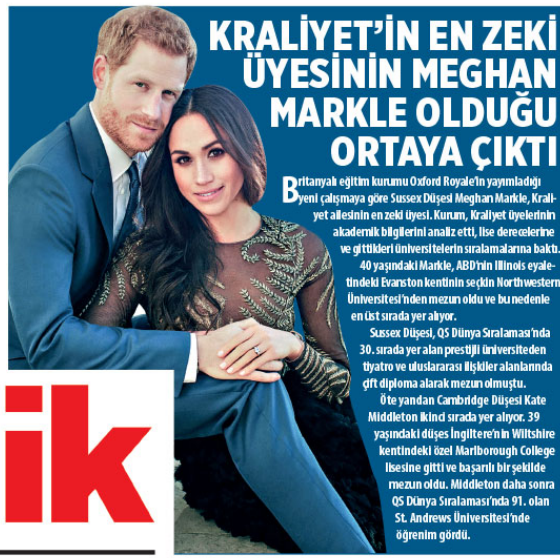 KRALİYET'İN EN ZEKİ
ÜYESİNİN MEGHAN
MARKLE OLDUĞU
ORTAYA ÇIKTI
Britanyalı eğitim kurumu Oxford Royale'in yayımladığı
yeni çalışmaya göre Sussex Düşesi Meghan Markle, Krali-
yet ailesinin en zeki üyesi. Kurum, Kraliyet üyelerinin
akademik bilgilerini analiz etti, lise derecelerine
ve gittikleri üniversitelerin sıralamalarına baktı.
40 yaşındaki Markle, ABD'nin Illinois eyale-
tindeki Evanston kentinin seçkin Northwestern
Üniversitesi'nden mezun oldu ve bu nedenle
en üst sırada yer alıyor.
Sussex Düşesi, QS Dünya Sıralaması'nda
30. sırada yer alan prestijli üniversiteden
tiyatro ve uluslararası ilişkiler alanlarında
çift diploma alarak mezun olmuştu.
Öte yandan Cambridge Düşesi Kate
Middleton ikinci sırada yer alıyor. 39
yaşındaki düşes İngiltere'nin Wiltshire
kentindeki özel Marlborough College
lisesine gitti ve başarılı bir şekilde
mezun oldu. Middleton daha sonra
QS Dünya Sıralaması'nda 91. olan
St. Andrews Üniversitesi'nde
öğrenim gördü.
ik